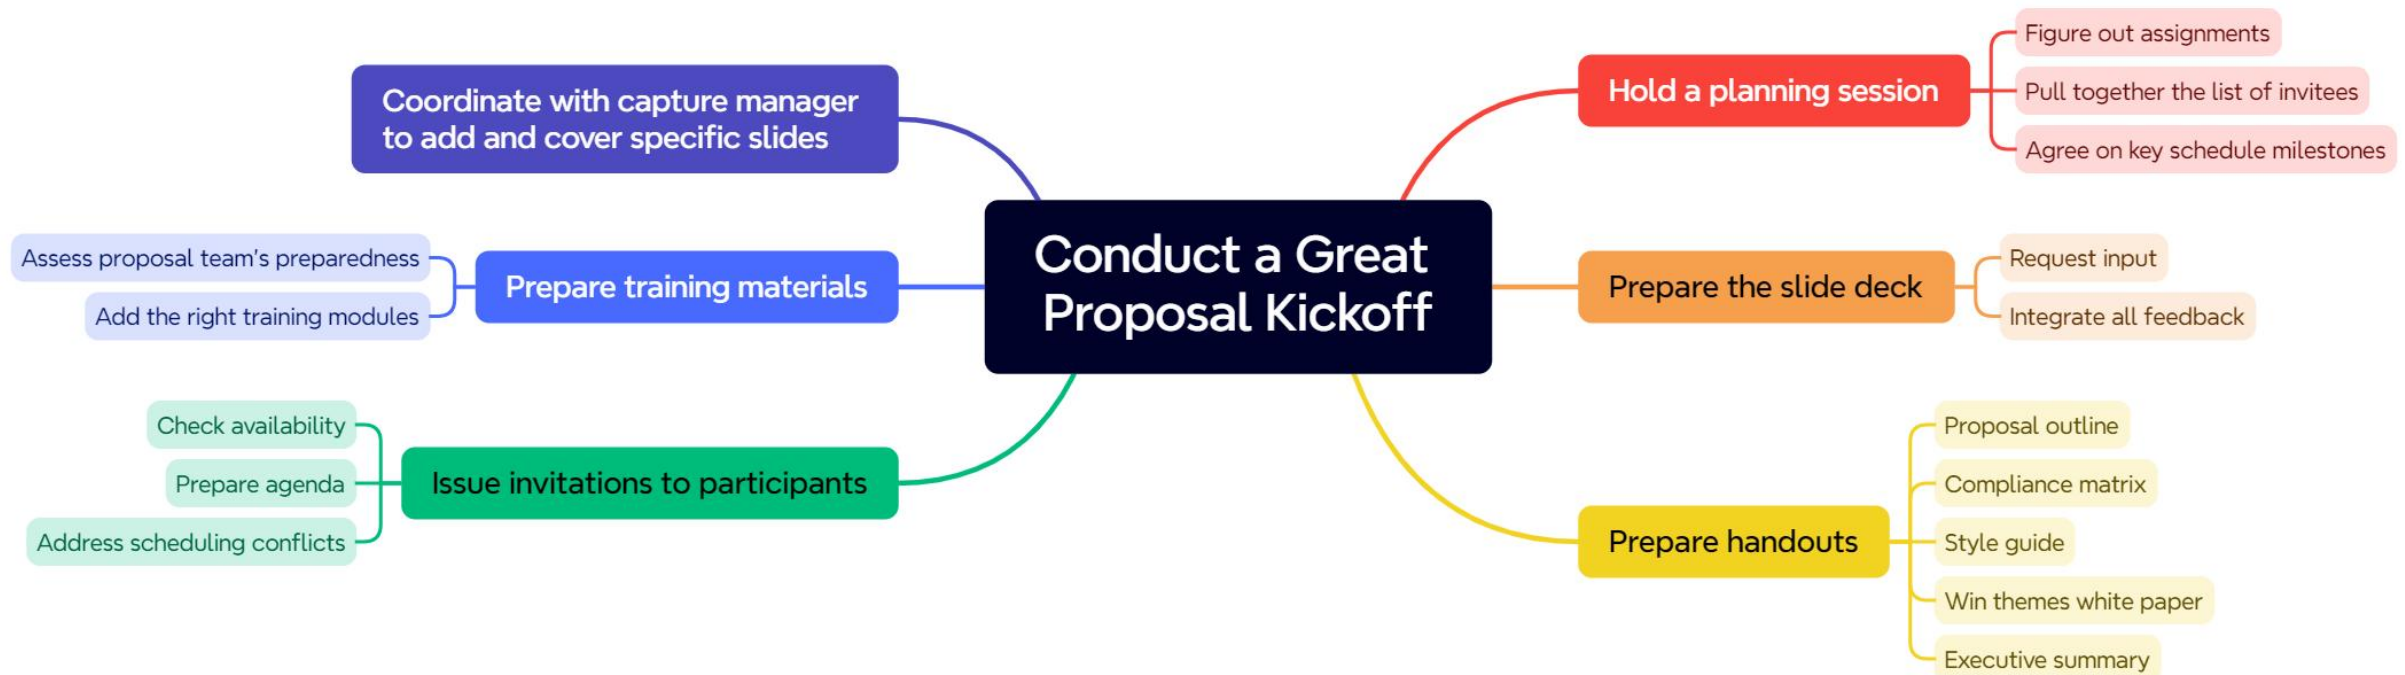 Conduct a Great
Proposal Kickoff
Hold a planning session
Figure out assignments
Pull together the list of invitees
Agree on key schedule milestones
Prepare the slide deck
Request input
Integrate all feedback
Prepare handouts
Proposal outline
Compliance matrix
Style guide
Win themes white paper
Executive summary
Issue invitations to participants
Check availability
Prepare agenda
Address scheduling conflicts
Prepare training materials
Assess proposal team's preparedness
Add the right training modules
Coordinate with capture manager
to add and cover specific slides